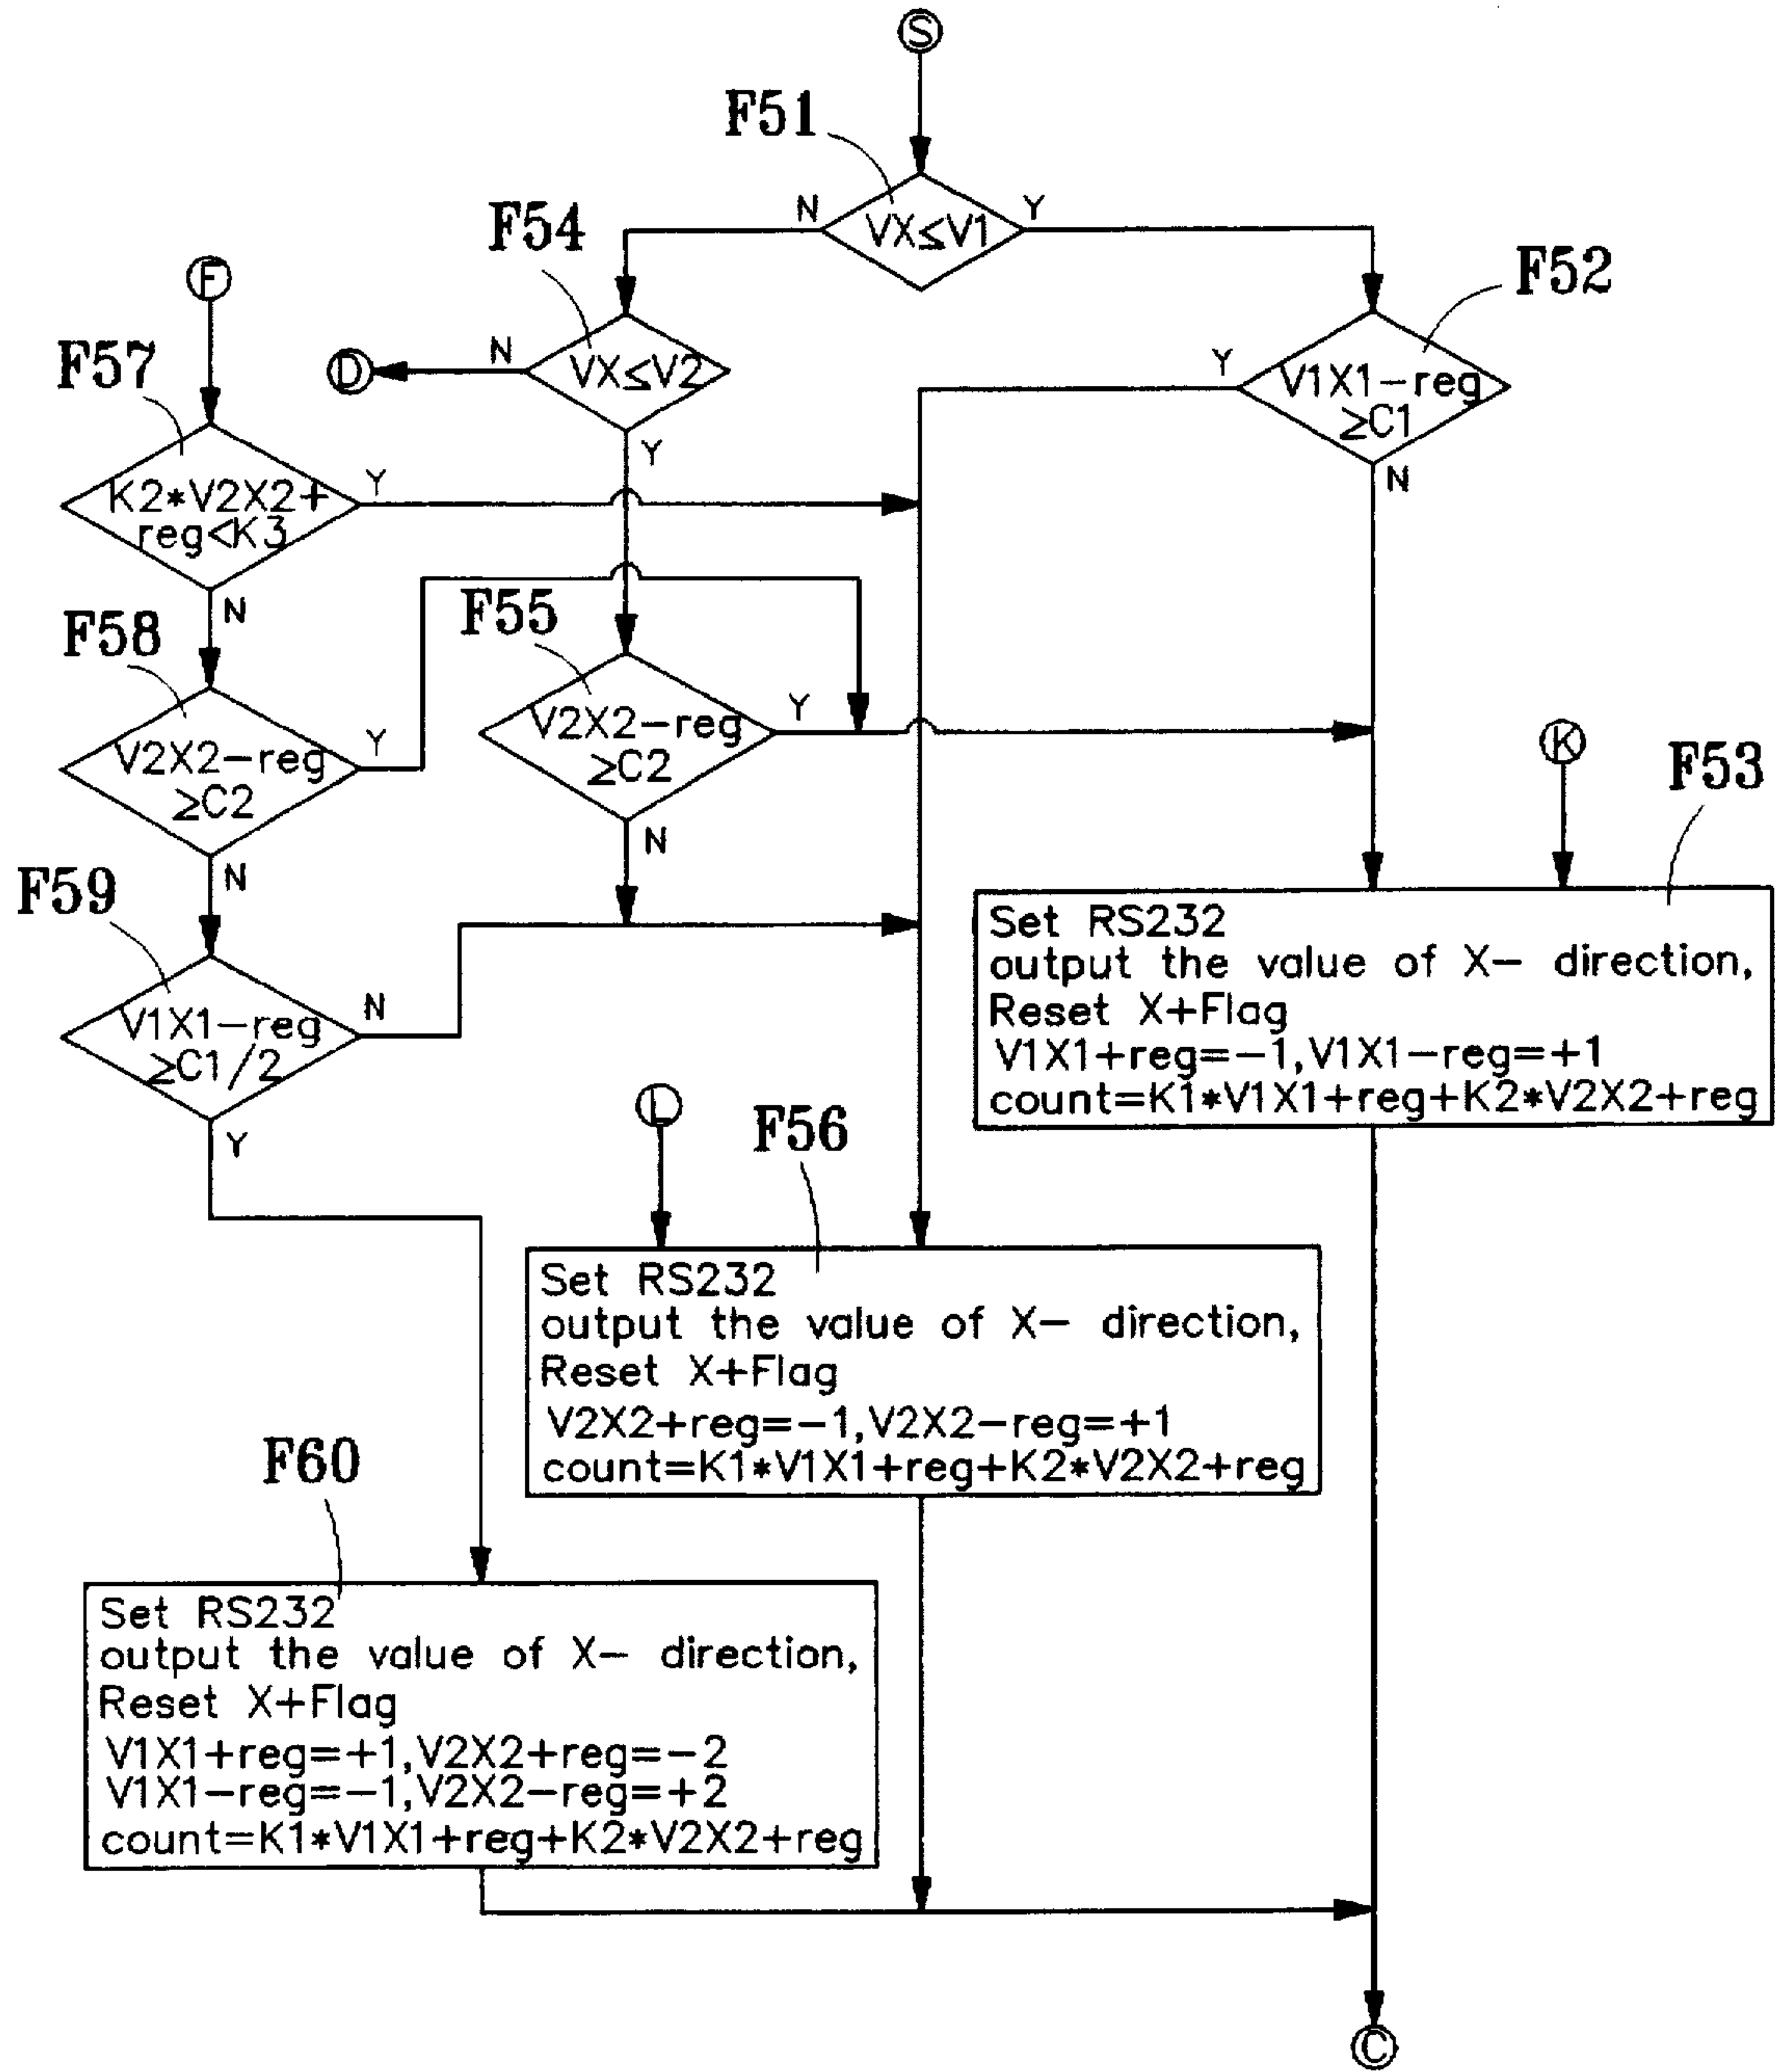 S
F51
N
VX≤V1
Y
F54
F52
F
N
VX≤V2
Y
D
F57
Y
V1X1-reg
≥C1
N
K2*V2X2+
reg<K3
Y
N
F58
F55
V2X2-reg
≥C2
Y
N
V2X2-reg
≥C2
Y
N
K
F53
F59
V1X1-reg
≥C1/2
N
Y
Set RS232
output the value of X- direction,
Reset X+Flag
V1X1+reg=-1,V1X1-reg=+1
count=K1*V1X1+reg+K2*V2X2+reg
L
F56
Set RS232
output the value of X- direction,
Reset X+Flag
V2X2+reg=-1,V2X2-reg=+1
count=K1*V1X1+reg+K2*V2X2+reg
F60
Set RS232
output the value of X- direction,
Reset X+Flag
V1X1+reg=+1,V2X2+reg=-2
V1X1-reg=-1,V2X2-reg=+2
count=K1*V1X1+reg+K2*V2X2+reg
C